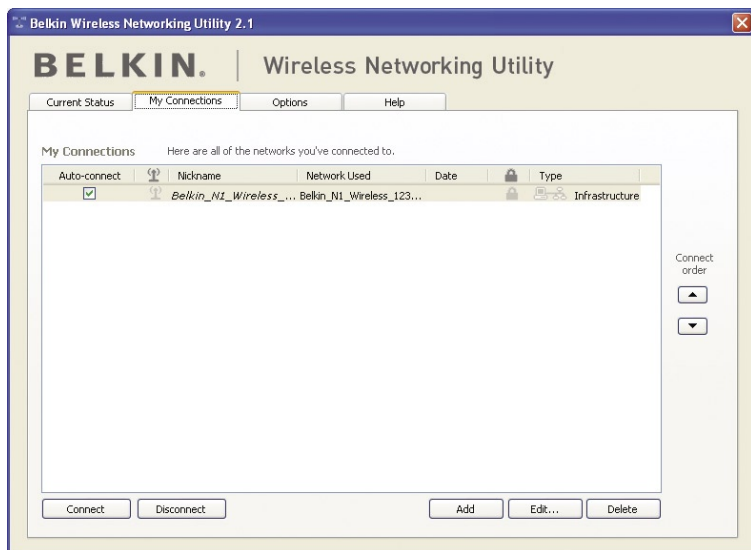 Belkin Wireless Networking Utility 2.1
BELKIN. | Wireless Networking Utility
Current Status My Connections Options Help
My Connections Here are all of the networks you've connected to.
Auto-connect Nickname Network Used Date Type
Belkin_N1_Wireless_... Belkin_N1_Wireless_123... Infrastructure
Connect
order
Connect Disconnect Add Edit... Delete